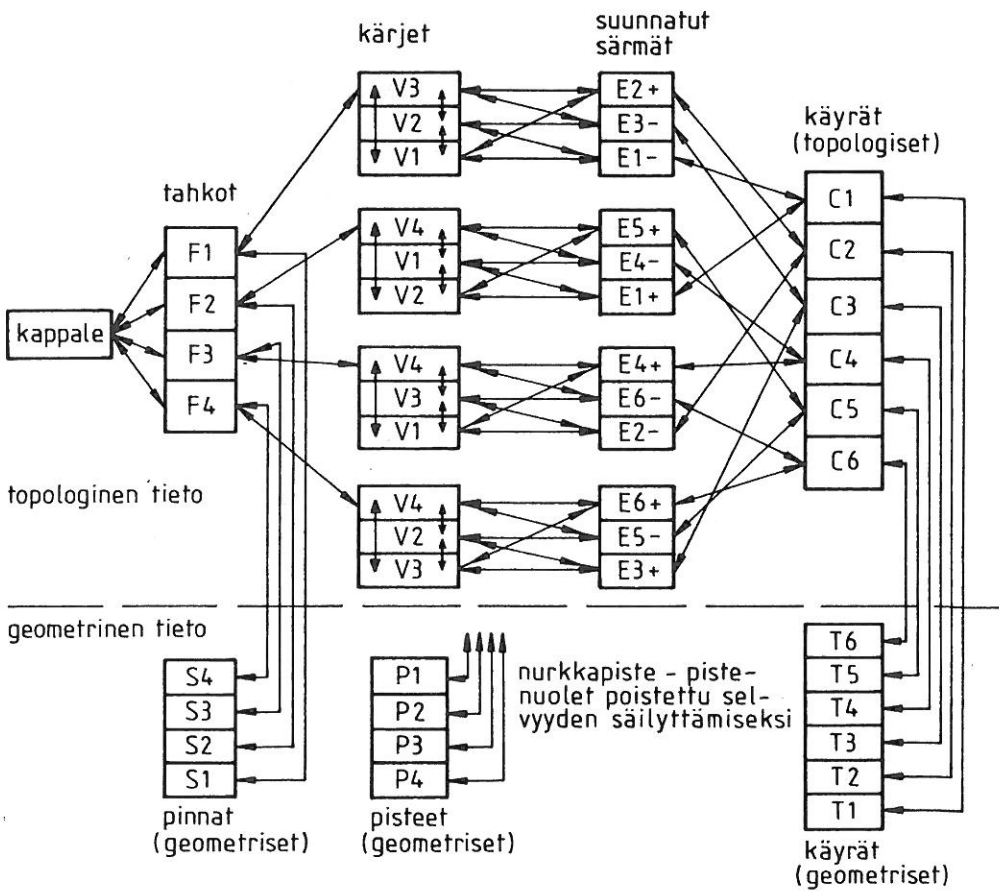 kärjet
suunnatut
särmät
käyrät
(topologiset)
tahkot
kappale
F1
F2
F3
F4
V3
V2
V1
V4
V1
V2
V4
V3
V1
V4
V2
V3
E2+
E3-
E1-
E5+
E4-
E1+
E4+
E6-
E2-
E6+
E5-
E3+
C1
C2
C3
C4
C5
C6
topologinen tieto
geometrinen tieto
S4
S3
S2
S1
pinnat
(geometriset)
P1
P2
P3
P4
pisteet
(geometriset)
nurkkapiste - piste-
nuolet poistettu sel-
vyyden säilyttämiseksi
T6
T5
T4
T3
T2
T1
käyrät
(geometriset)